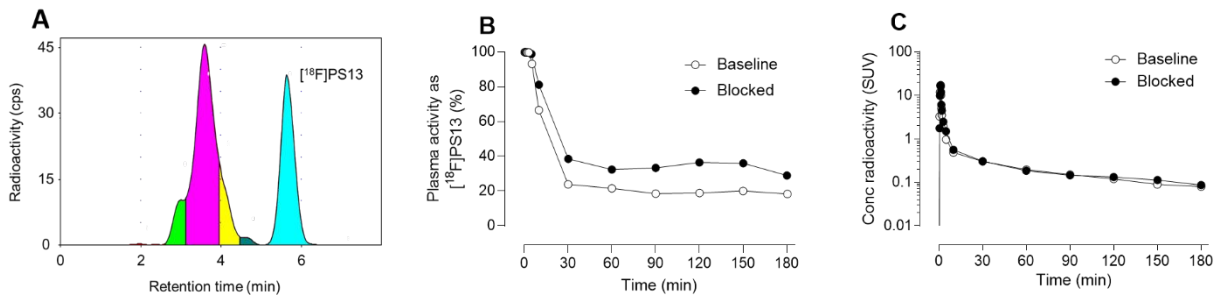 A
45
30
15
0
0
2
4
6
Radioactivity (cps)
Retention time (min)
[¹⁸F]PS13
B
100
80
60
40
20
0
0
30
60
90
120
150
180
Plasma activity as
[¹⁸F]PS13 (%)
Time (min)
Baseline
Blocked
C
100
10
1
0.1
0.01
0
30
60
90
120
150
180
Conc radioactivity (SUV)
Time (min)
Baseline
Blocked